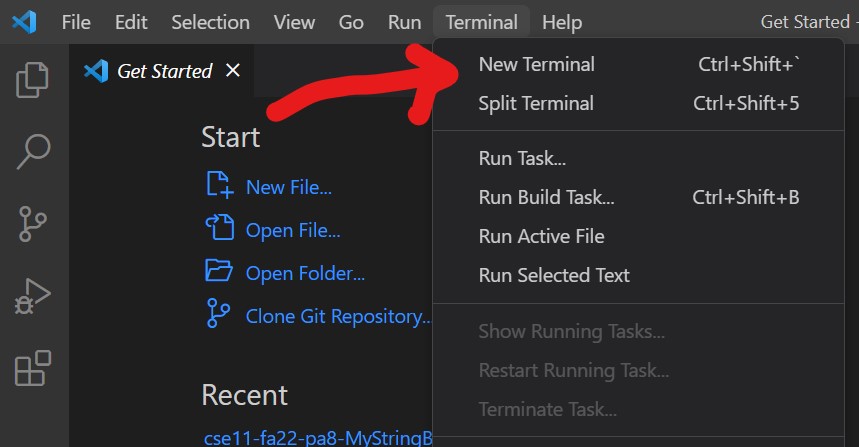 File Edit Selection View Go Run Terminal Help Get Started -
Get Started
New Terminal Ctrl+Shift+`
Split Terminal Ctrl+Shift+5
Start
Run Task...
New File...
Run Build Task... Ctrl+Shift+B
Open File...
Run Active File
Open Folder...
Run Selected Text
Clone Git Repository...
Show Running Tasks...
Restart Running Task...
Recent
Terminate Task...
cse11-fa22-pa8-MyStringB